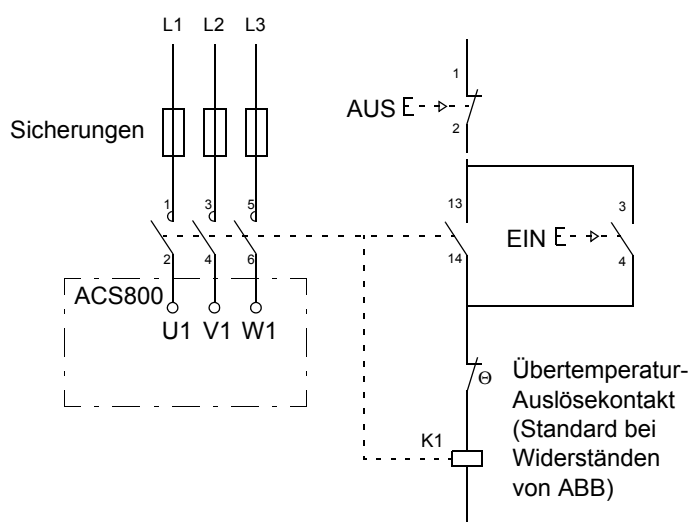 L1 L2 L3
Sicherungen
1 3 5
2 4 6
ACS800
U1 V1 W1
1
AUS
2
13
14
3
EIN
4
Θ
Übertemperatur-
Auslösekontakt
(Standard bei
Widerständen
von ABB)
K1